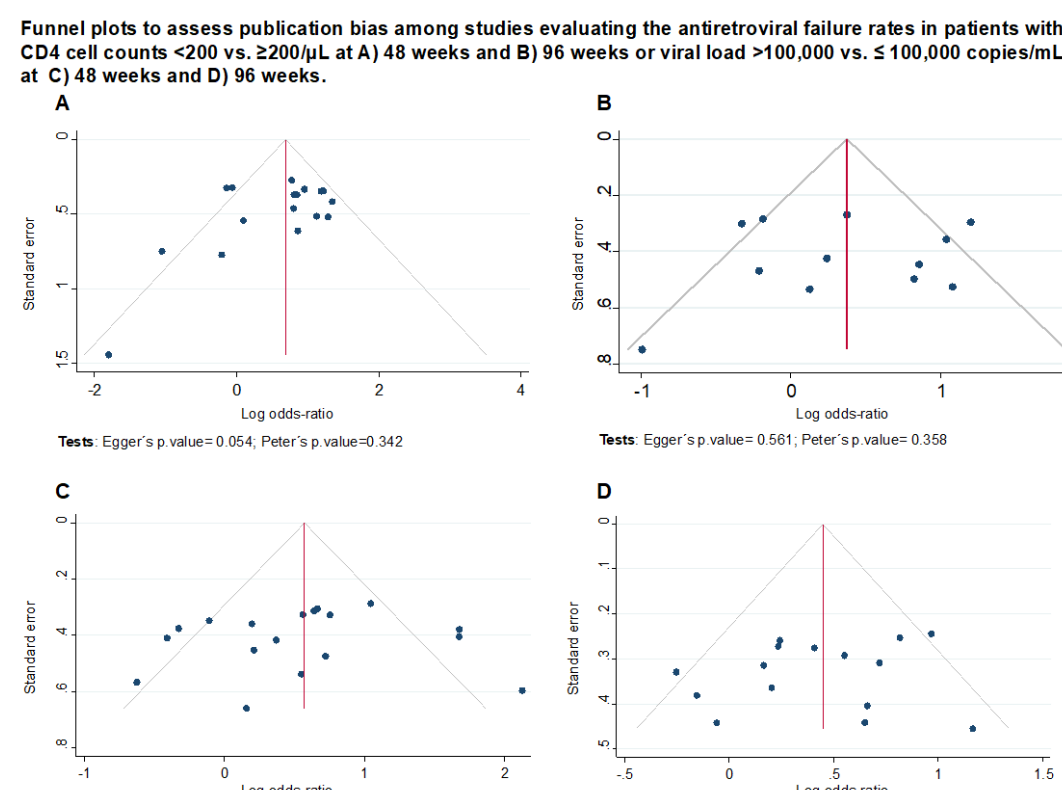 Funnel plots to assess publication bias among studies evaluating the antiretroviral failure rates in patients with
CD4 cell counts <200 vs. ≥200/µL at A) 48 weeks and B) 96 weeks or viral load >100,000 vs. ≤ 100,000 copies/mL
at C) 48 weeks and D) 96 weeks.
A
0
.5
1
1.5
Standard error
-2
0
2
4
Log odds-ratio
Tests: Egger´s p.value= 0.054; Peter´s p.value=0.342
B
0
.2
.4
.6
.8
Standard error
-1
0
1
Log odds-ratio
Tests: Egger´s p.value= 0.561; Peter´s p.value= 0.358
C
0
.2
.4
.6
.8
Standard error
-1
0
1
2
Log odds-ratio
D
0
.1
.2
.3
.4
.5
Standard error
-.5
0
.5
1
1.5
Log odds-ratio